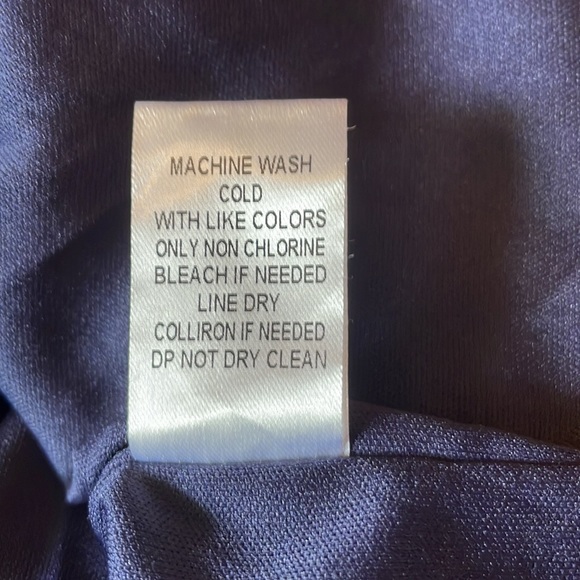 MACHINE WASH
COLD
WITH LIKE COLORS
ONLY NON CHLORINE
BLEACH IF NEEDED
LINE DRY
COLLIRON IF NEEDED
DP NOT DRY CLEAN